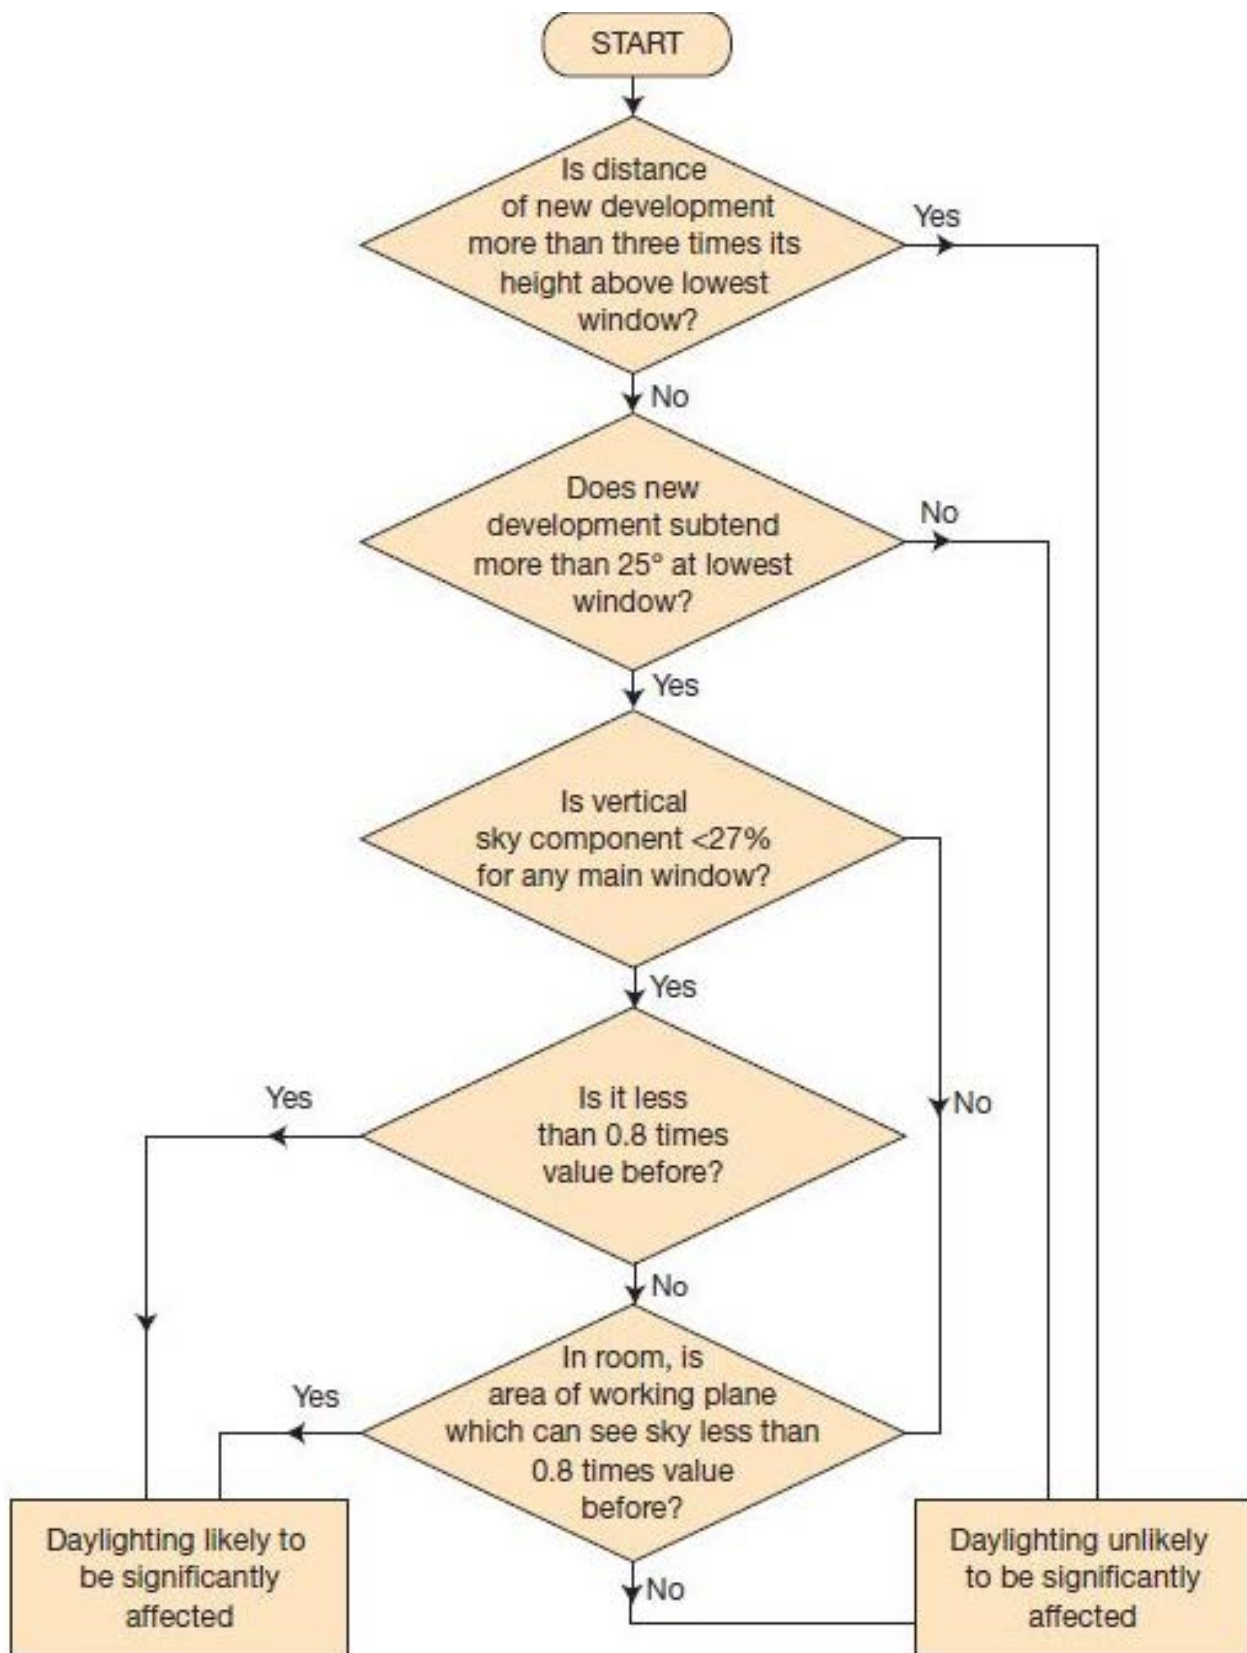 START
Is distance
of new development
more than three times its
height above lowest
window?
Yes
No
Does new
development subtend
more than 25° at lowest
window?
No
Yes
Is vertical
sky component <27%
for any main window?
Yes
No
Is it less
than 0.8 times
value before?
Yes
No
In room, is
area of working plane
which can see sky less than
0.8 times value
before?
Yes
No
Daylighting likely to
be significantly
affected
Daylighting unlikely
to be significantly
affected